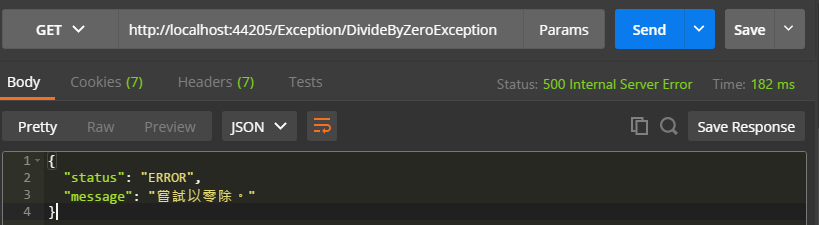 GET http://localhost:44205/Exception/DivideByZeroException Params Send Save
Body Cookies (7) Headers (7) Tests Status: 500 Internal Server Error Time: 182 ms
Pretty Raw Preview JSON Save Response
1 {
2 "status": "ERROR",
3 "message": "嘗試以零除。"
4 }